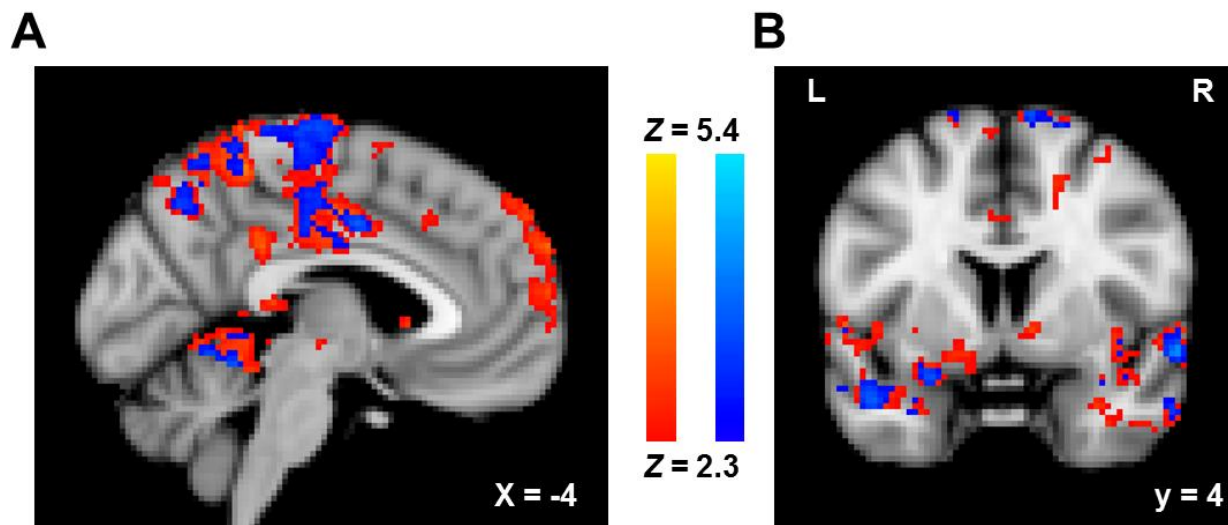 A
B
L
R
Z = 5.4
Z = 2.3
X = -4
y = 4